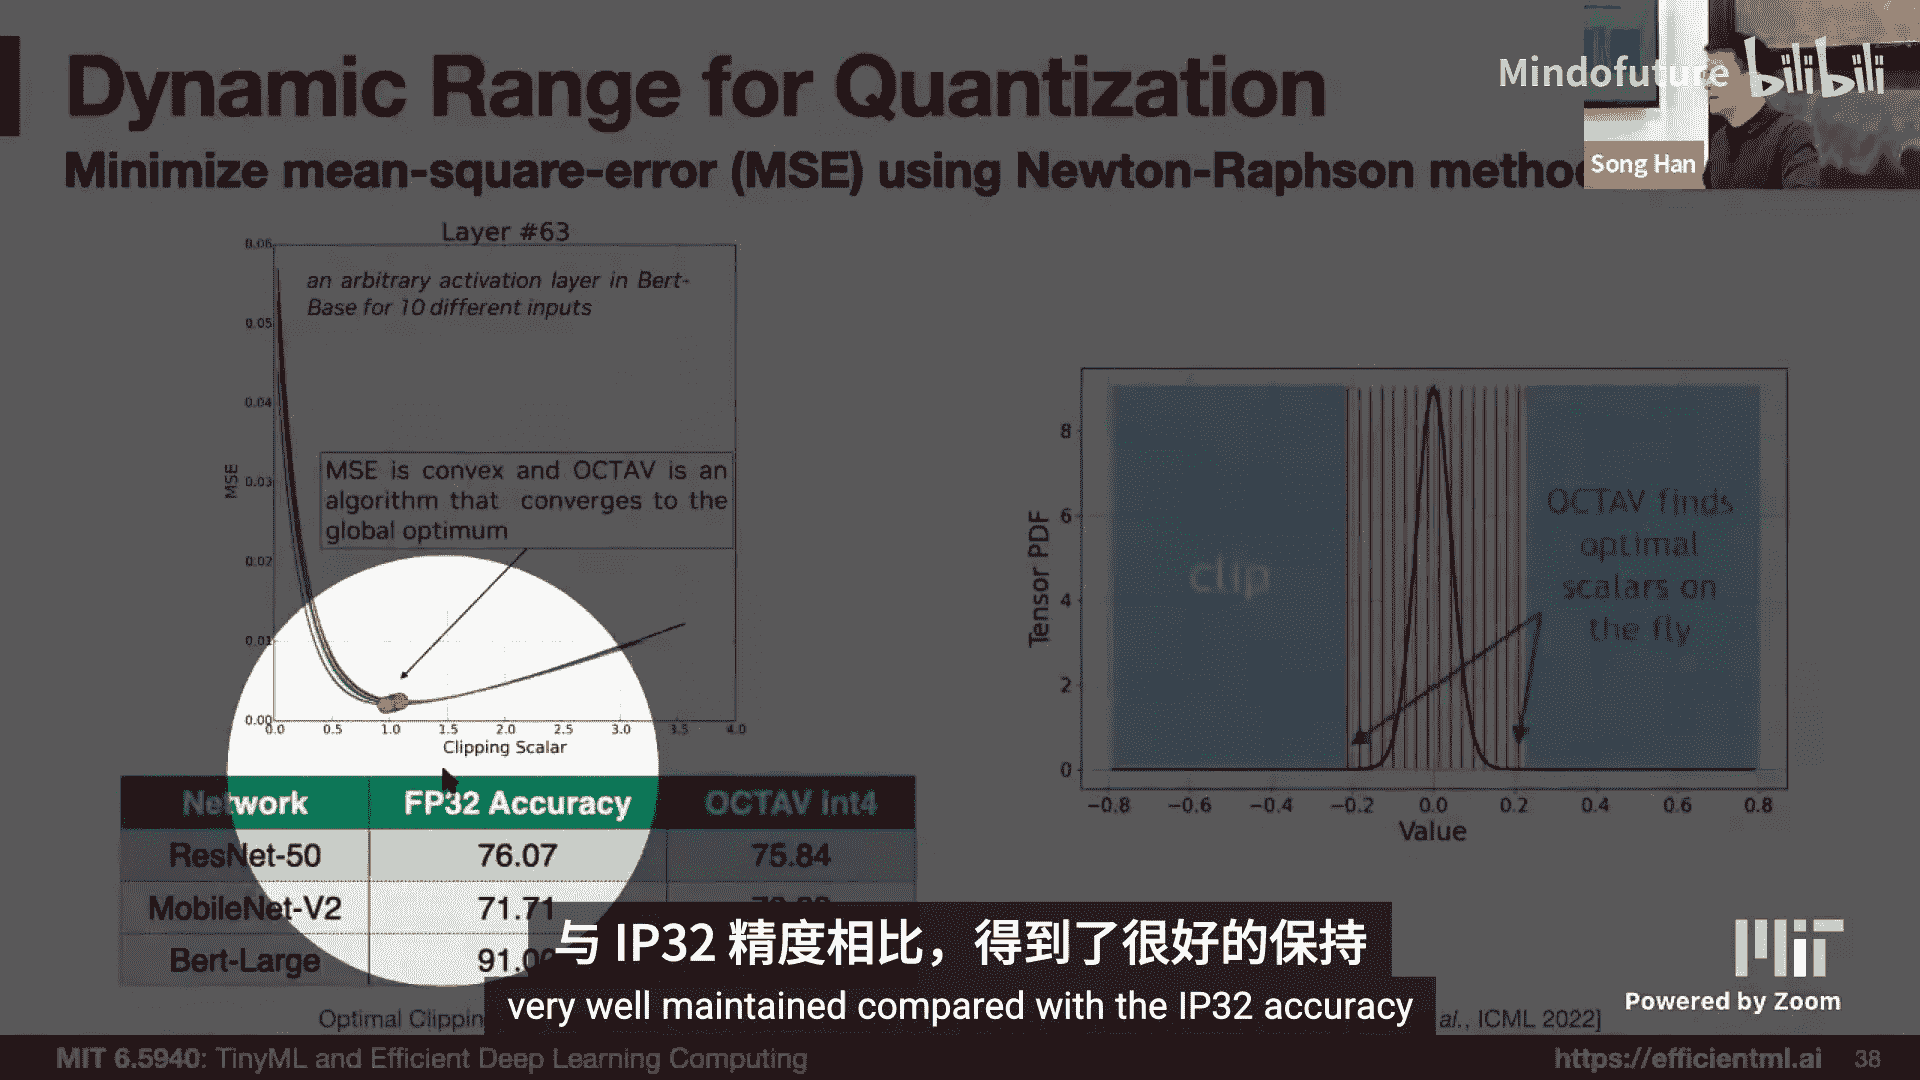 Dynamic Range for Quantization
Mindofuture bilibili
Minimize mean-square-error (MSE) using Newton-Raphson metho
Song Han
Layer #63
an arbitrary activation layer in Bert-
Base for 10 different inputs
MSE is convex and OCTAV is an
algorithm that converges to the
global optimum
MSE
0.06
0.05
0.04
0.03
0.02
0.01
0.00
0.0 0.5 1.0 1.5 2.0 2.5 3.0 3.5 4.0
Clipping Scalar
Tensor PDF
8
6
4
2
0
clip
OCTAV finds
optimal
scalars on
the fly
−0.8 −0.6 −0.4 −0.2 0.0 0.2 0.4 0.6 0.8
Value
Network FP32 Accuracy OCTAV int4
ResNet-50 76.07 75.84
MobileNet-V2 71.71
Bert-Large 91.00
与 IP32 精度相比，得到了很好的保持
very well maintained compared with the IP32 accuracy
Optimal Clippin
al., ICML 2022]
MIT
Powered by Zoom
MIT 6.5940: TinyML and Efficient Deep Learning Computing
https://efficientml.ai 38